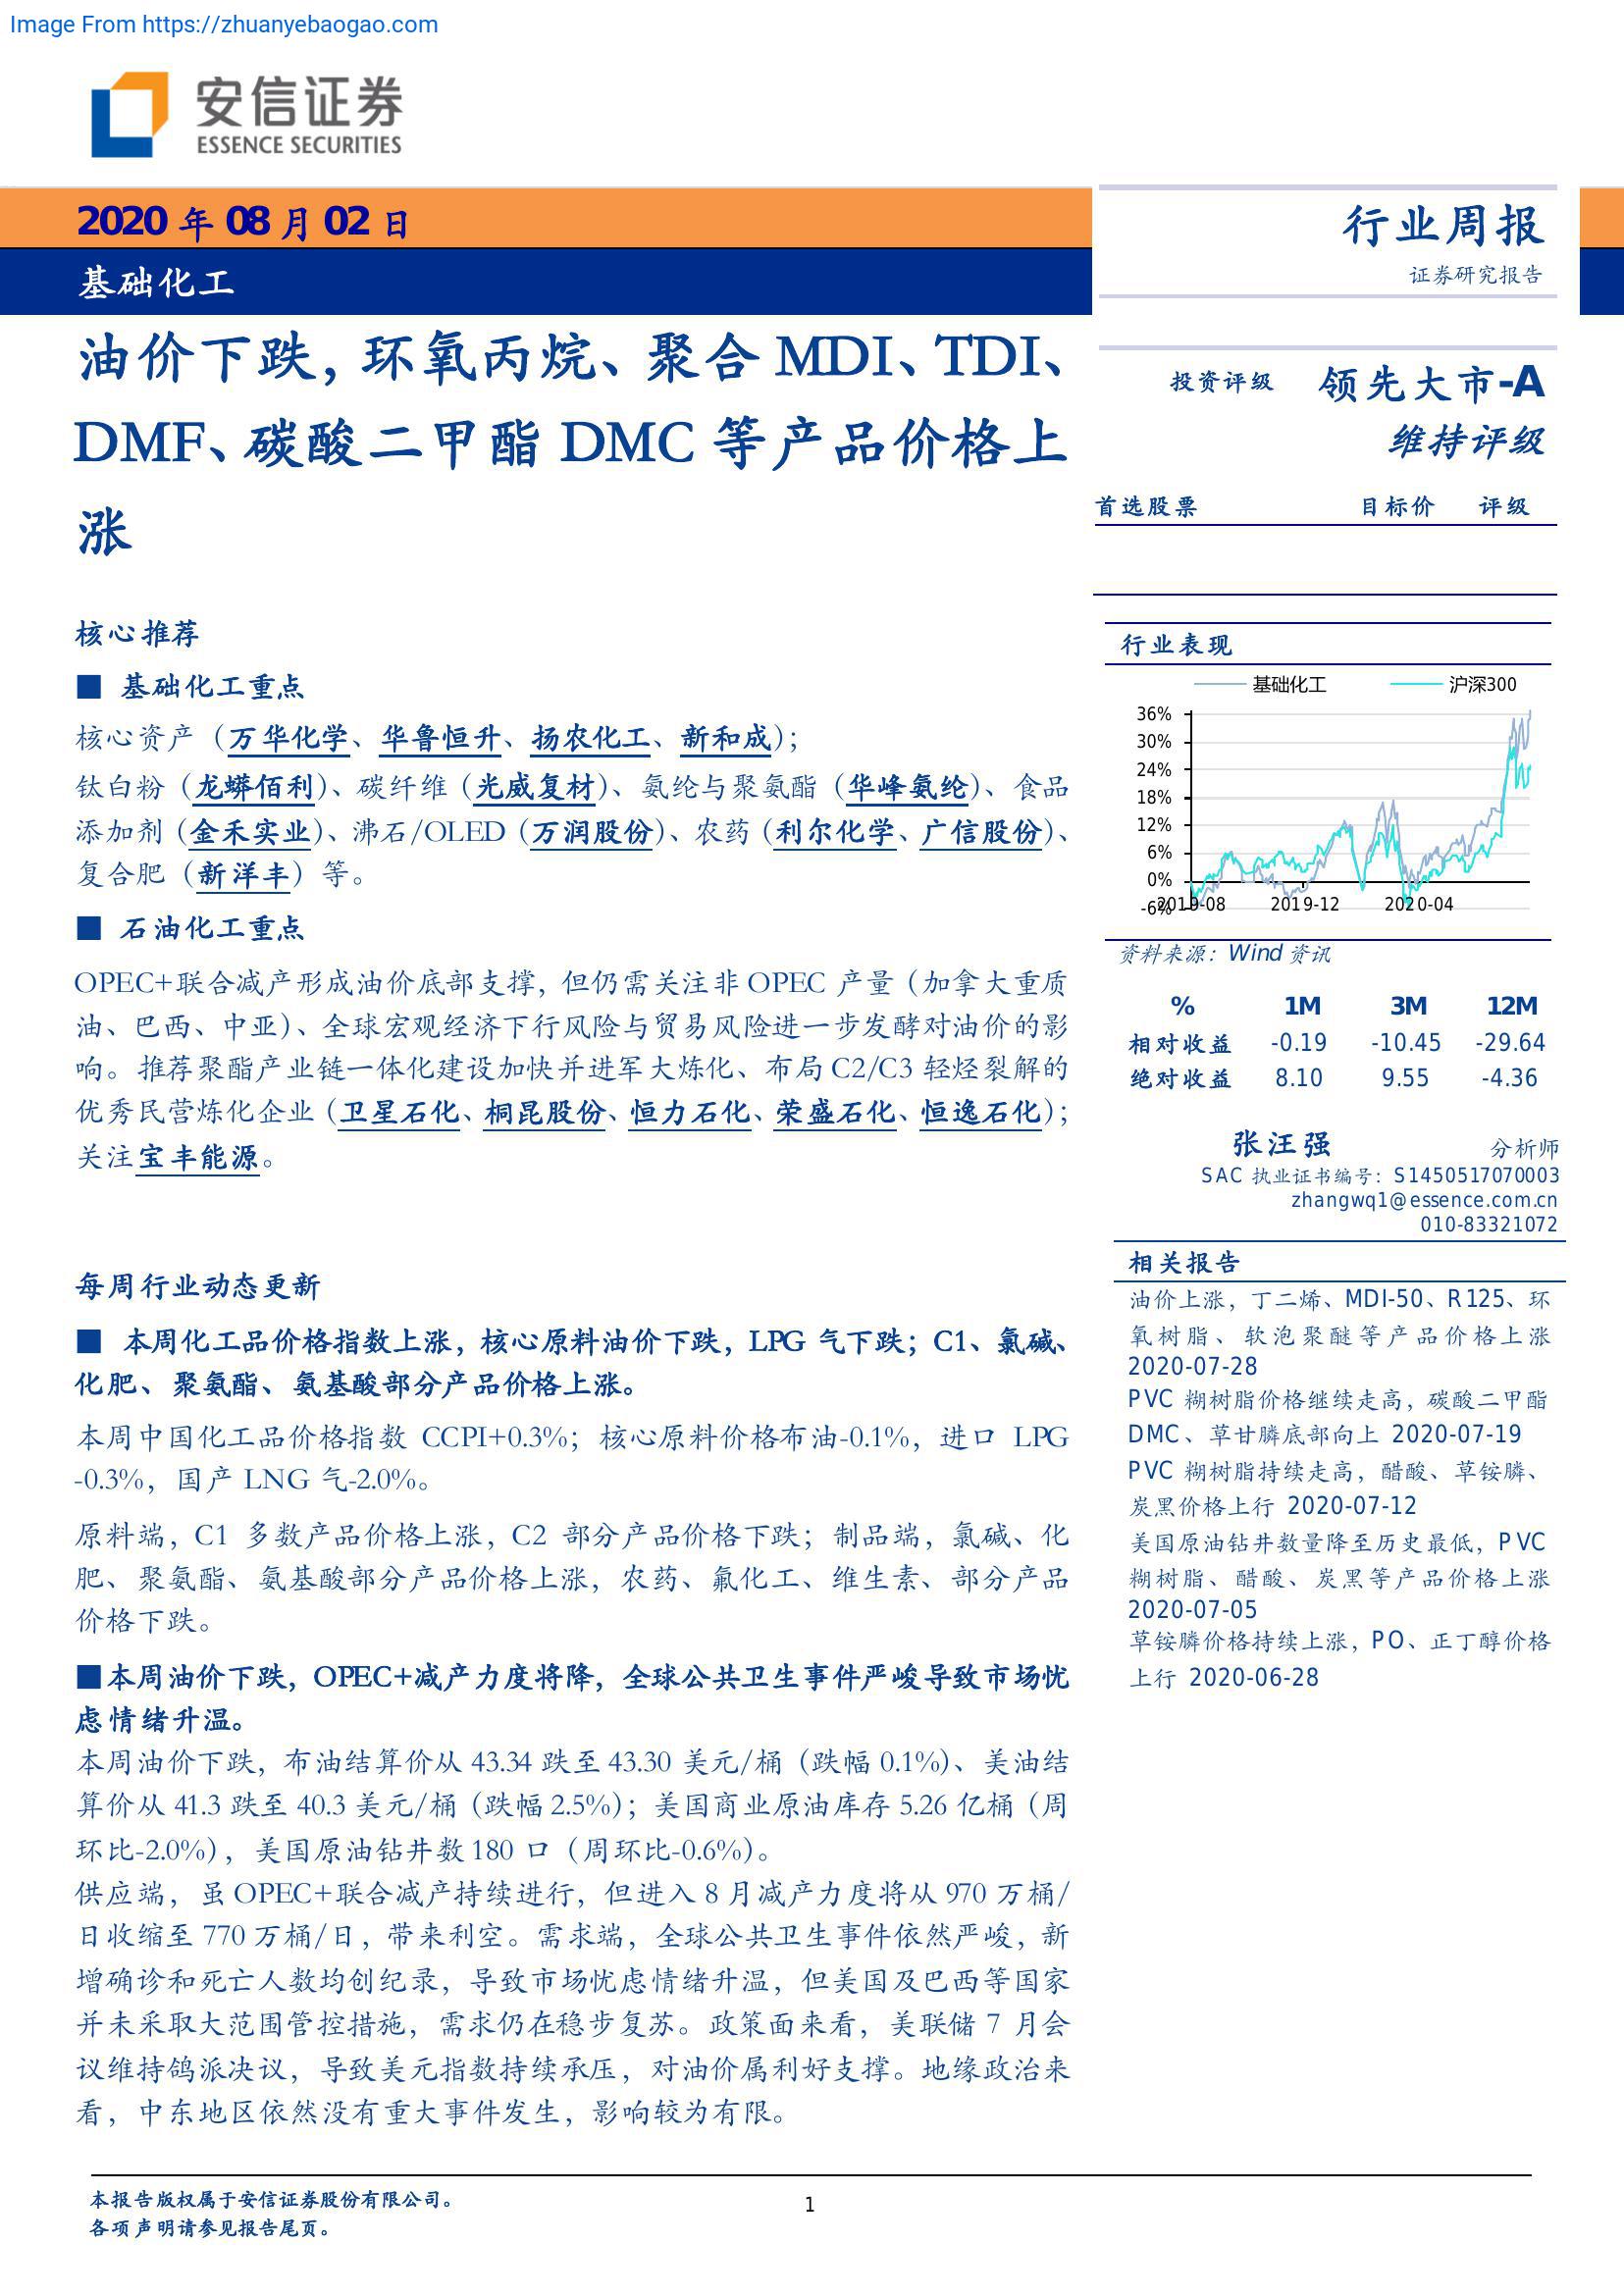 Image From https://zhuanyebaogao.com
安信证券
ESSENCE SECURITIES
2020 年 08 月 02 日
基础化工
行业周报
证券研究报告
油价下跌，环氧丙烷、聚合 MDI、TDI、
DMF、碳酸二甲酯 DMC 等产品价格上
涨
核心推荐
■ 基础化工重点
核心资产（万华化学、华鲁恒升、扬农化工、新和成）；
钛白粉（龙蟒佰利）、碳纤维（光威复材）、氨纶与聚氨酯（华峰氨纶）、食品
添加剂（金禾实业）、沸石/OLED（万润股份）、农药（利尔化学、广信股份）、
复合肥（新洋丰）等。
■ 石油化工重点
OPEC+联合减产形成油价底部支撑，但仍需关注非 OPEC 产量（加拿大重质
油、巴西、中亚）、全球宏观经济下行风险与贸易风险进一步发酵对油价的影
响。推荐聚酯产业链一体化建设加快并进军大炼化、布局 C2/C3 轻烃裂解的
优秀民营炼化企业（卫星石化、桐昆股份、恒力石化、荣盛石化、恒逸石化）；
关注宝丰能源。
每周行业动态更新
■ 本周化工品价格指数上涨，核心原料油价下跌，LPG 气下跌；C1、氯碱、
化肥、聚氨酯、氨基酸部分产品价格上涨。
本周中国化工品价格指数 CCPI+0.3%；核心原料价格布油-0.1%，进口 LPG
-0.3%，国产 LNG 气-2.0%。
原料端，C1 多数产品价格上涨，C2 部分产品价格下跌；制品端，氯碱、化
肥、聚氨酯、氨基酸部分产品价格上涨，农药、氟化工、维生素、部分产品
价格下跌。
■本周油价下跌，OPEC+减产力度将降，全球公共卫生事件严峻导致市场忧
虑情绪升温。
本周油价下跌，布油结算价从 43.34 跌至 43.30 美元/桶（跌幅 0.1%）、美油结
算价从 41.3 跌至 40.3 美元/桶（跌幅 2.5%）；美国商业原油库存 5.26 亿桶（周
环比-2.0%），美国原油钻井数 180 口（周环比-0.6%）。
供应端，虽 OPEC+联合减产持续进行，但进入 8 月减产力度将从 970 万桶/
日收缩至 770 万桶/日，带来利空。需求端，全球公共卫生事件依然严峻，新
增确诊和死亡人数均创纪录，导致市场忧虑情绪升温，但美国及巴西等国家
并未采取大范围管控措施，需求仍在稳步复苏。政策面来看，美联储 7 月会
议维持鸽派决议，导致美元指数持续承压，对油价属利好支撑。地缘政治来
看，中东地区依然没有重大事件发生，影响较为有限。
投资评级 领先大市-A
维持评级
首选股票 目标价 评级
行业表现
基础化工 沪深300
36%
30%
24%
18%
12%
6%
0%
-6%
2019-08 2019-12 2020-04
资料来源：Wind 资讯
% 1M 3M 12M
相对收益 -0.19 -10.45 -29.64
绝对收益 8.10 9.55 -4.36
张汪强 分析师
SAC 执业证书编号：S1450517070003
zhangwq1@essence.com.cn
010-83321072
相关报告
油价上涨，丁二烯、MDI-50、R125、环
氧树脂、软泡聚醚等产品价格上涨
2020-07-28
PVC 糊树脂价格继续走高，碳酸二甲酯
DMC、草甘膦底部向上 2020-07-19
PVC 糊树脂持续走高，醋酸、草铵膦、
炭黑价格上行 2020-07-12
美国原油钻井数量降至历史最低，PVC
糊树脂、醋酸、炭黑等产品价格上涨
2020-07-05
草铵膦价格持续上涨，PO、正丁醇价格
上行 2020-06-28
本报告版权属于安信证券股份有限公司。
各项声明请参见报告尾页。
1